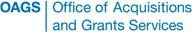 OAGS Office of Acquisitions
and Grants Services